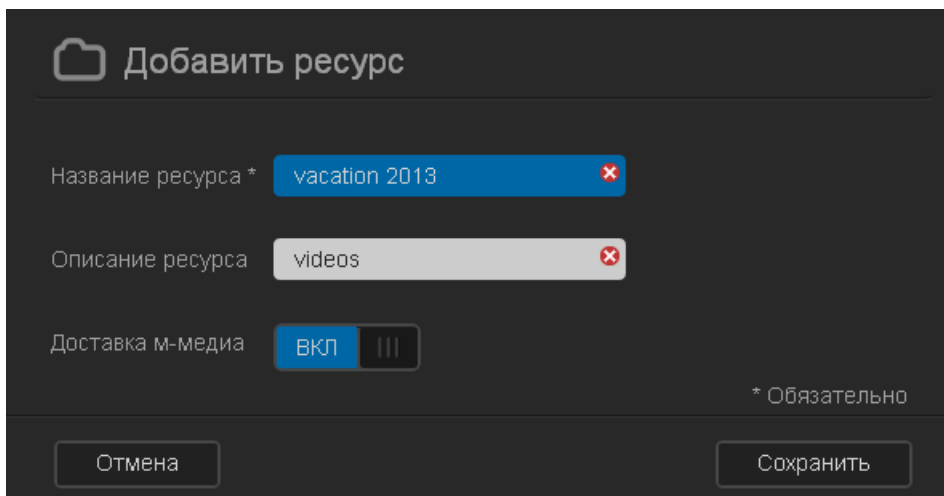 Добавить ресурс
Название ресурса * vacation 2013
Описание ресурса videos
Доставка м-медиа ВКЛ
* Обязательно
Отмена Сохранить